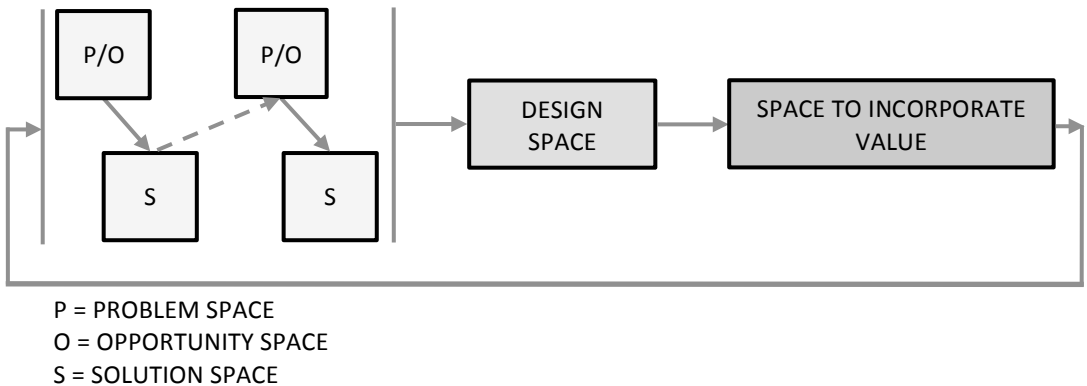 P/O
P/O
S
S
DESIGN
SPACE
SPACE TO INCORPORATE
VALUE
P = PROBLEM SPACE
O = OPPORTUNITY SPACE
S = SOLUTION SPACE